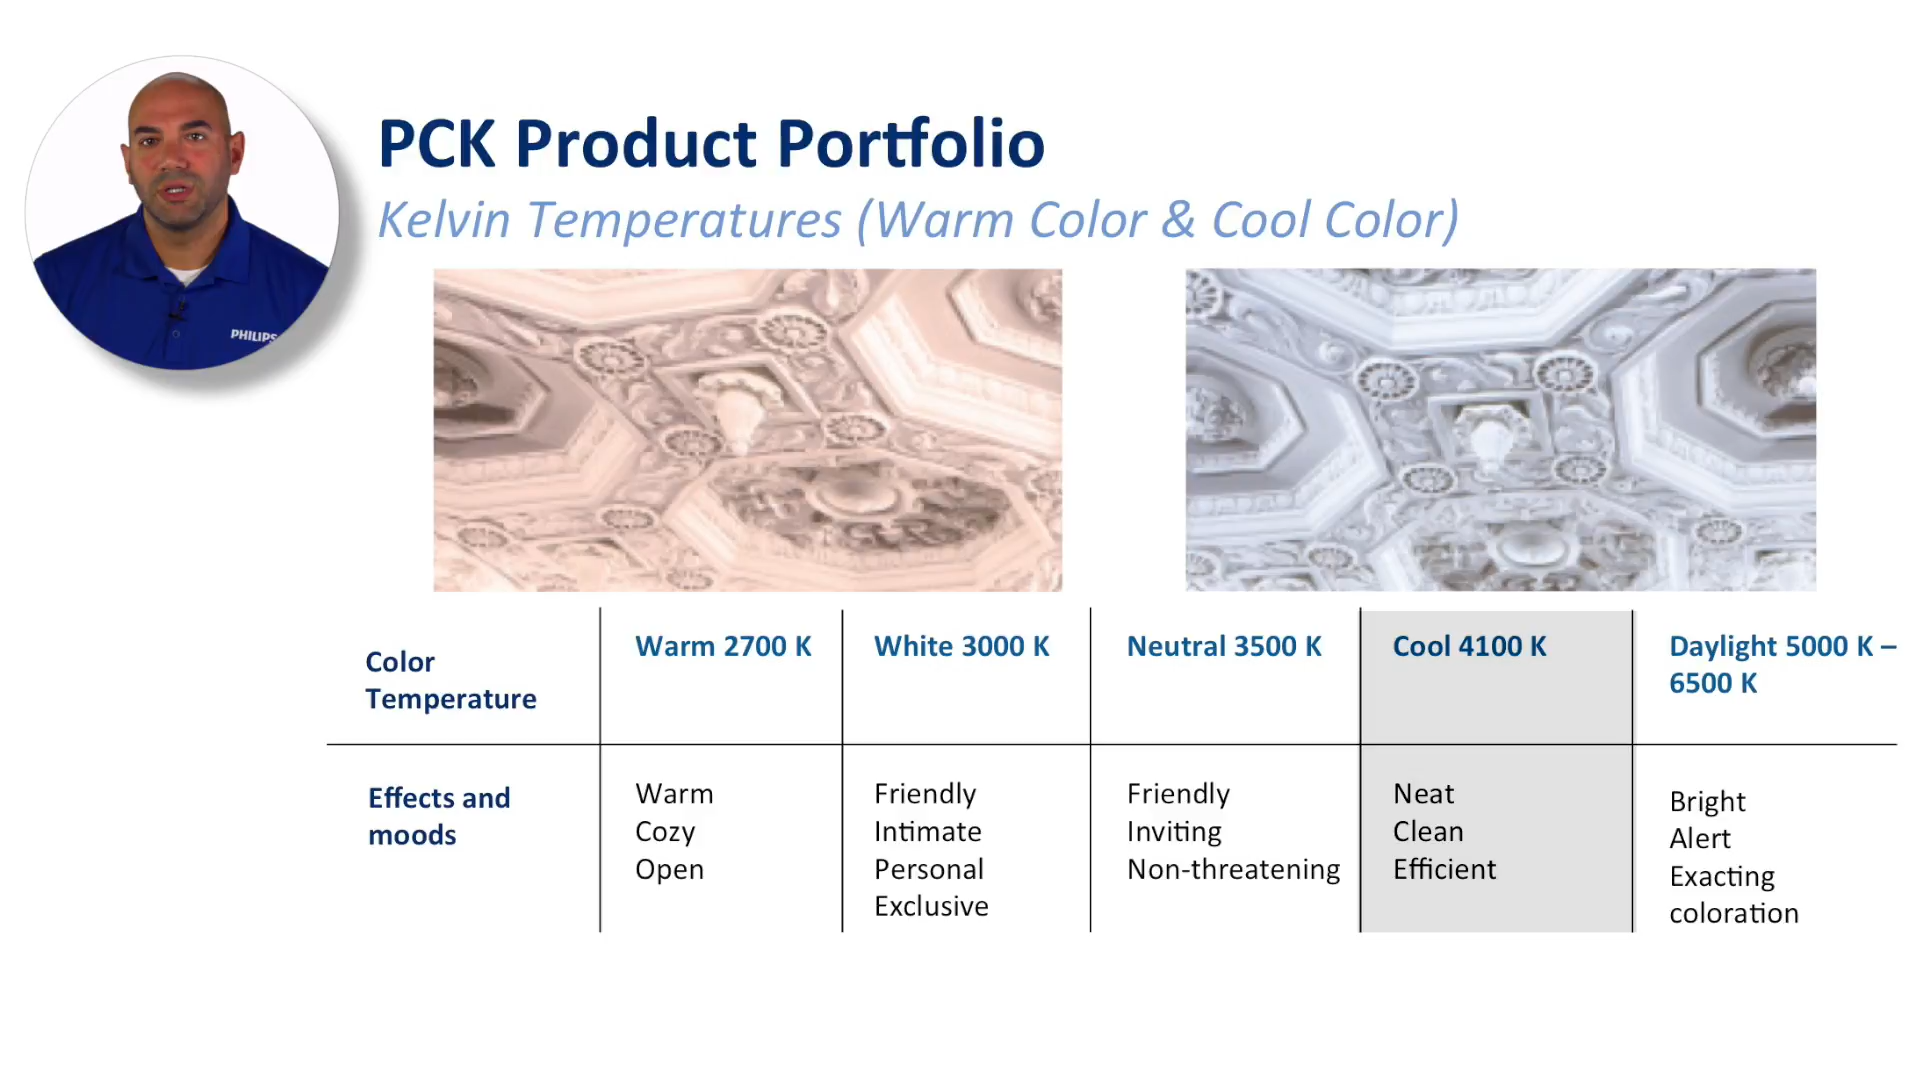 PCK Product Portfolio
Kelvin Temperatures (Warm Color & Cool Color)
PHILIPS
Color
Temperature
Warm 2700 K
White 3000 K
Neutral 3500 K
Cool 4100 K
Daylight 5000 K –
6500 K
Effects and
moods
Warm
Cozy
Open
Friendly
Intimate
Personal
Exclusive
Friendly
Inviting
Non-threatening
Neat
Clean
Efficient
Bright
Alert
Exacting
coloration